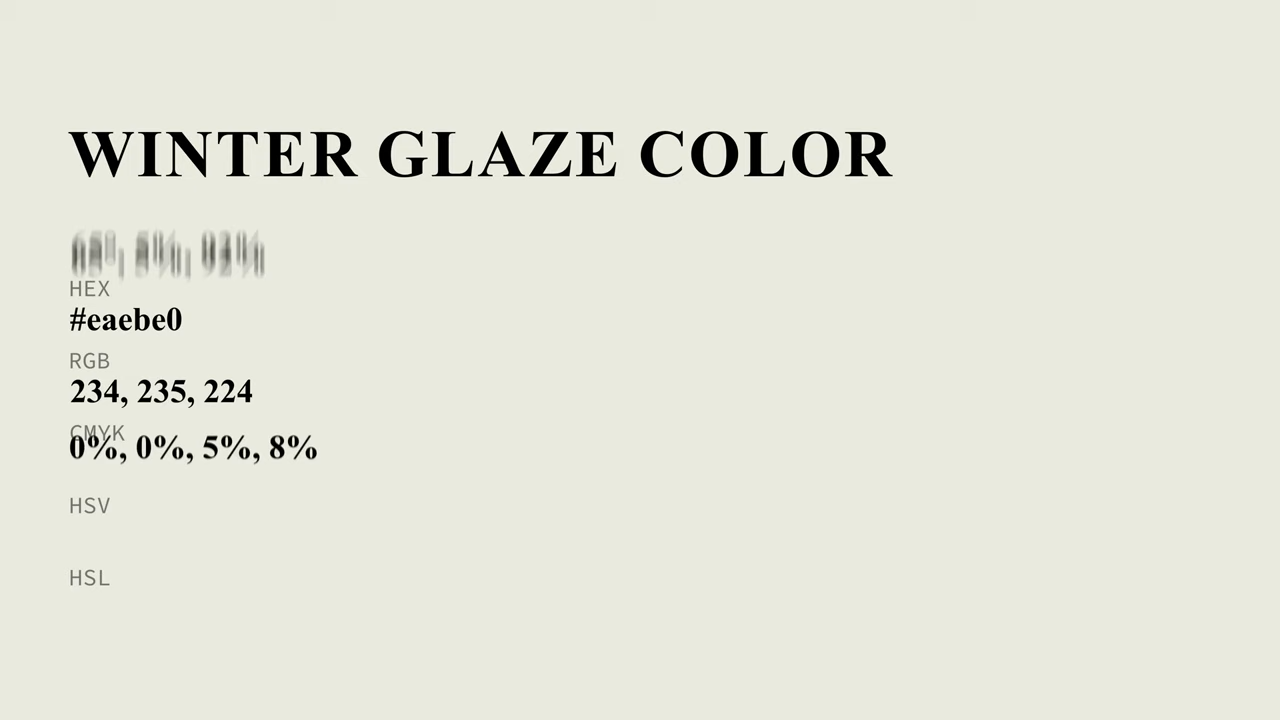 WINTER GLAZE COLOR
HEX
#eaebe0
RGB
234, 235, 224
CMYK
0%, 0%, 5%, 8%
HSV
HSL